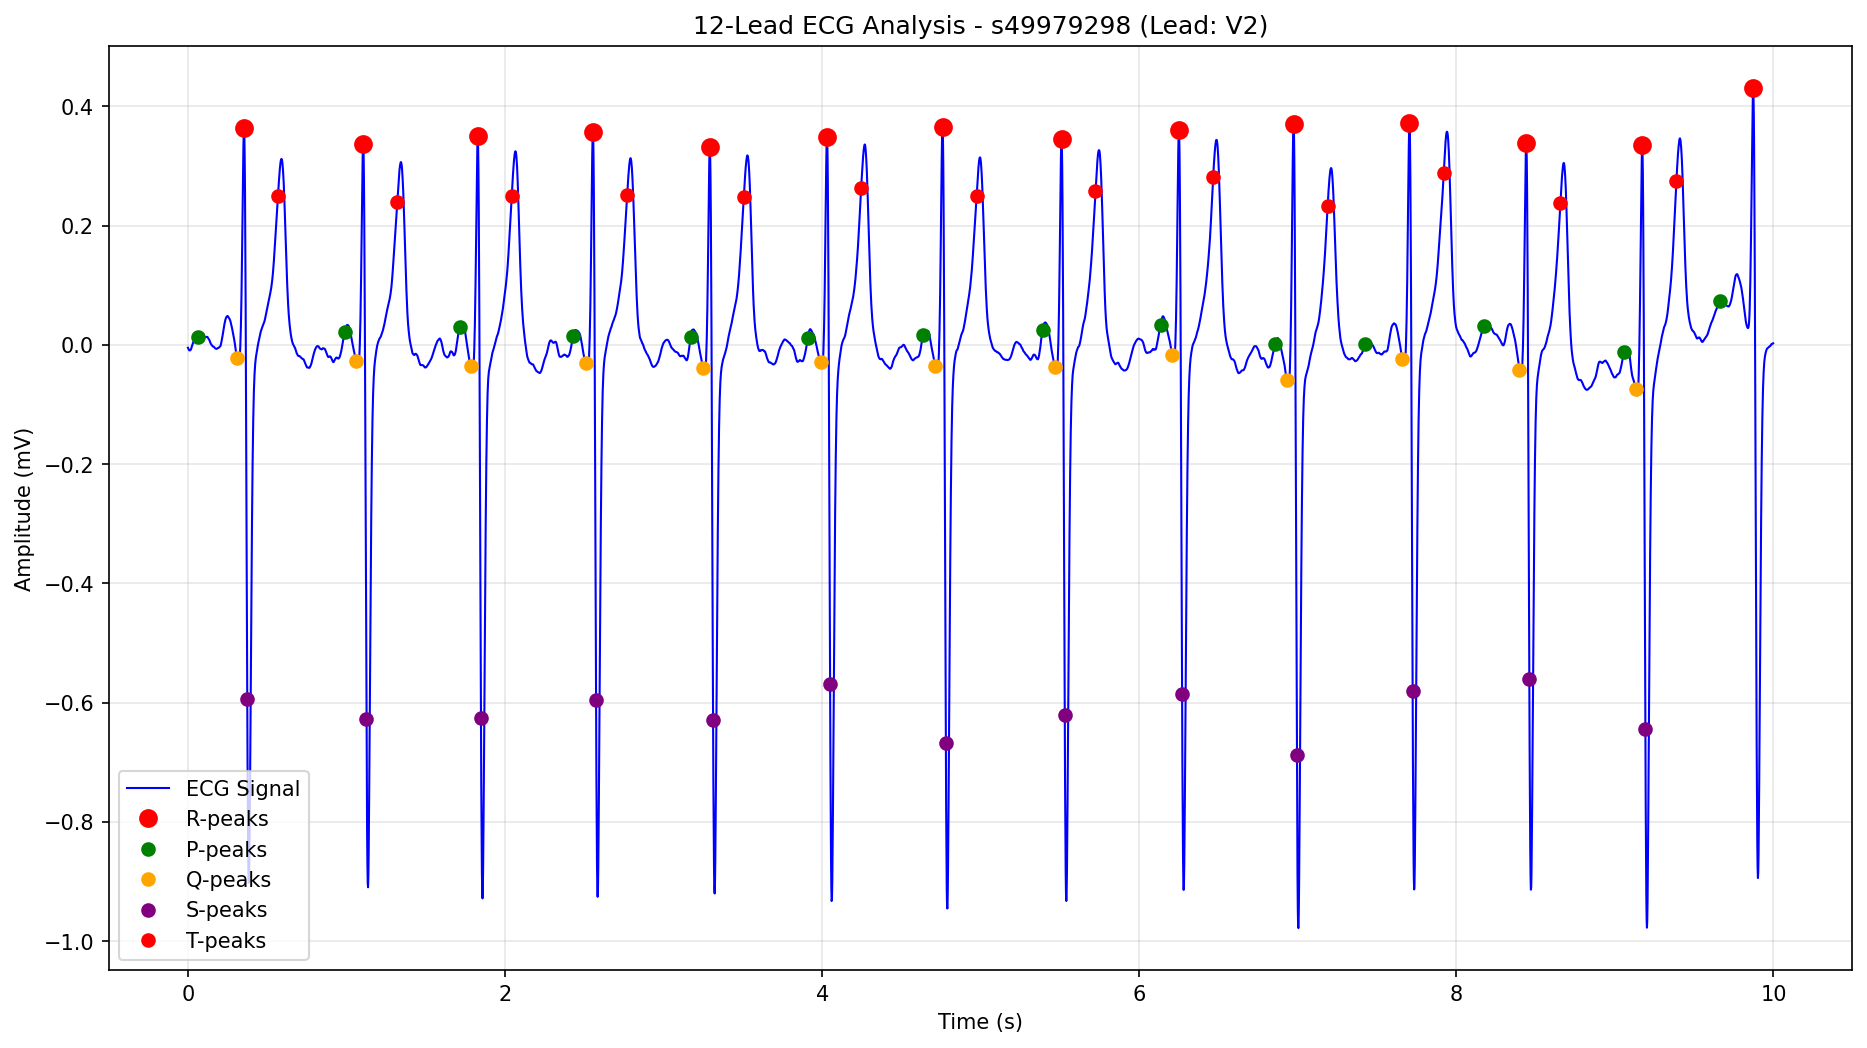 12-Lead ECG Analysis - s49979298 (Lead: V2)
Amplitude (mV)
0.4
0.2
0.0
−0.2
−0.4
−0.6
−0.8
−1.0
ECG Signal
R-peaks
P-peaks
Q-peaks
S-peaks
T-peaks
0 2 4 6 8 10
Time (s)